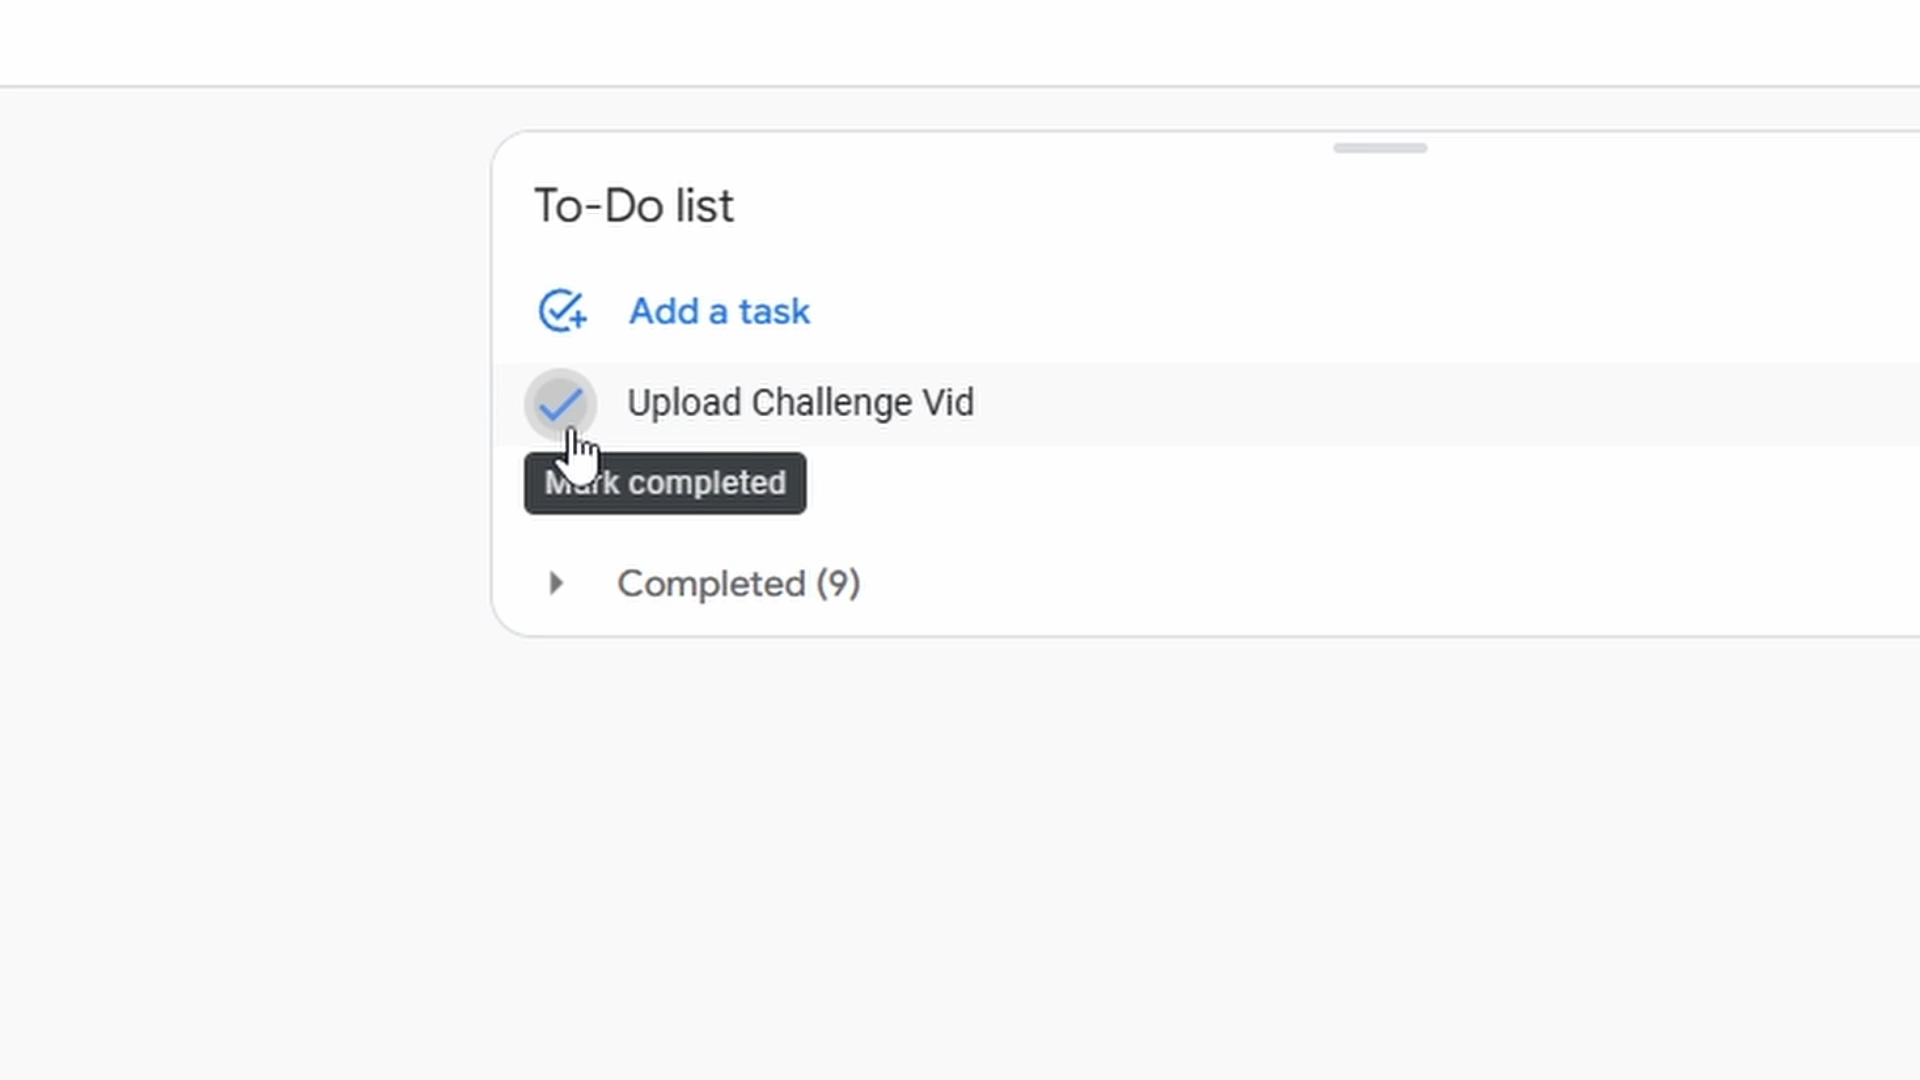 To-Do list
Add a task
Upload Challenge Vid
Mark completed
Completed (9)